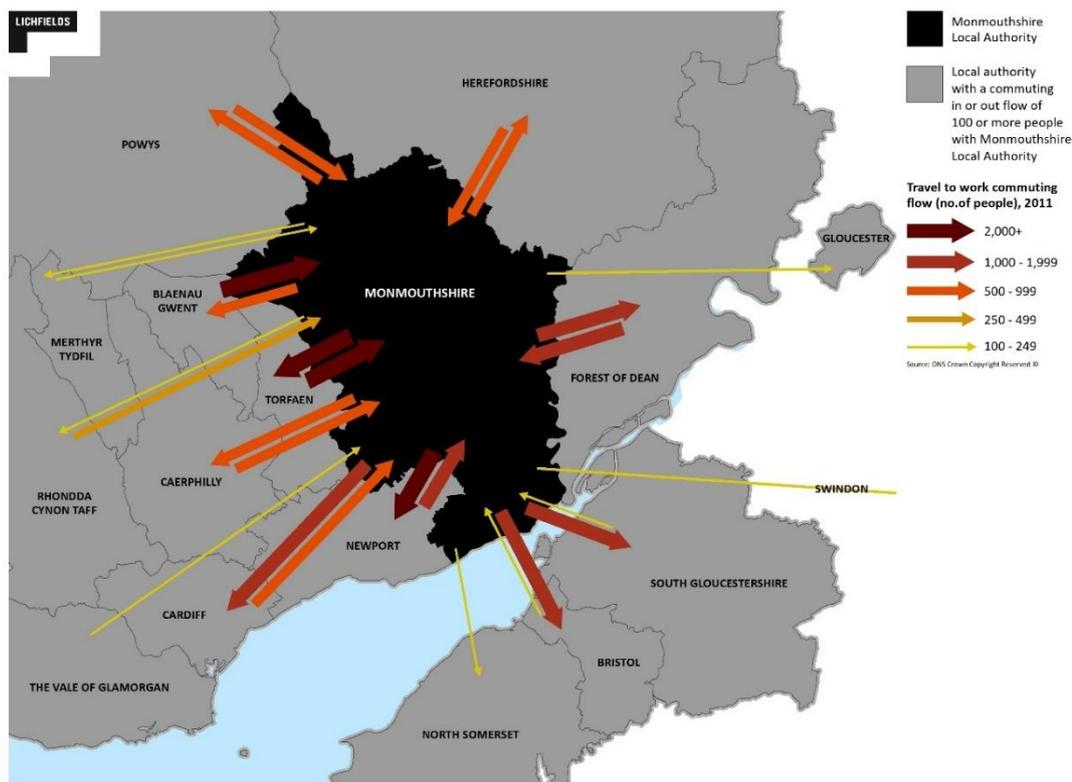 LICHFIELDS
HEREFORDSHIRE
POWYS
GLOUCESTER
BLAENAU
GWENT
MONMOUTHSHIRE
MERTHYR
TYDFIL
FOREST OF DEAN
TORFAEN
CAERPHILLY
SWINDON
RHONDDA
CYNON TAFF
NEWPORT
SOUTH GLOUCESTERSHIRE
CARDIFF
BRISTOL
THE VALE OF GLAMORGAN
NORTH SOMERSET
Monmouthshire
Local Authority
Local authority
with a commuting
in or out flow of
100 or more people
with Monmouthshire
Local Authority
Travel to work commuting
flow (no.of people), 2011
2,000+
1,000 - 1,999
500 - 999
250 - 499
100 - 249
Source: ONS Crown Copyright Reserved ©